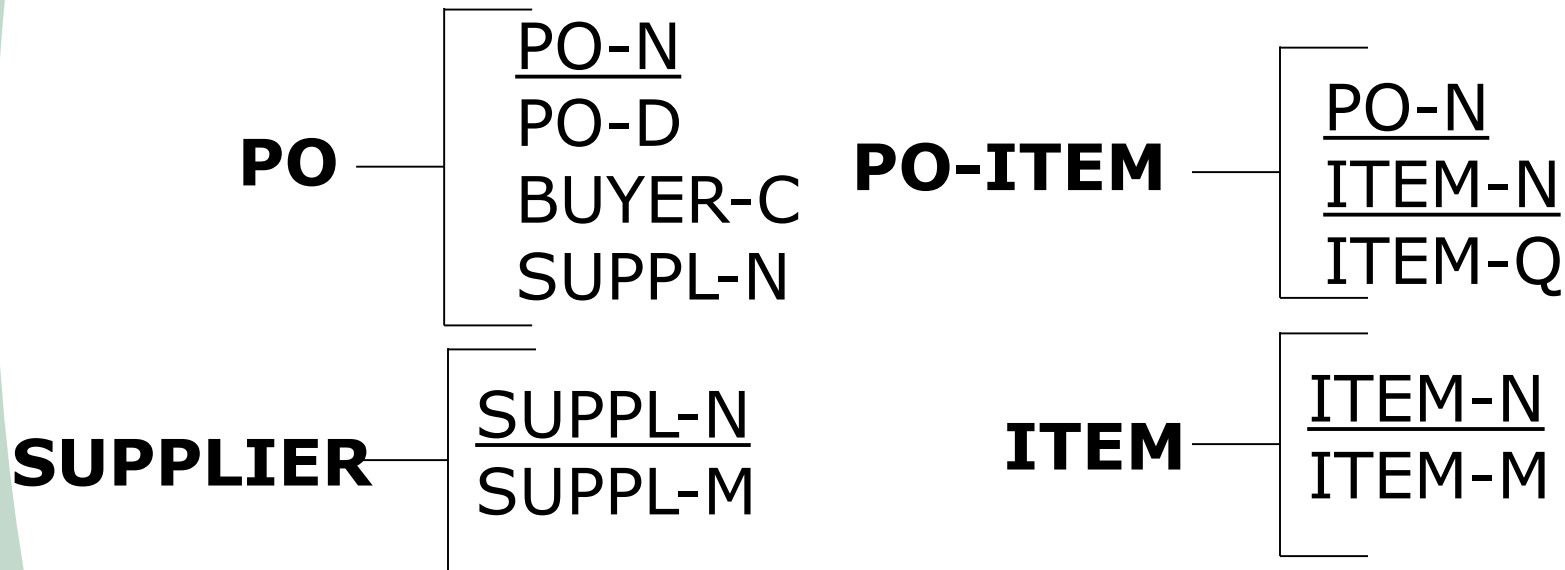 PO
PO-N
PO-D
BUYER-C
SUPPL-N
PO-ITEM
PO-N
ITEM-N
ITEM-Q
SUPPLIER
SUPPL-N
SUPPL-M
ITEM
ITEM-N
ITEM-M